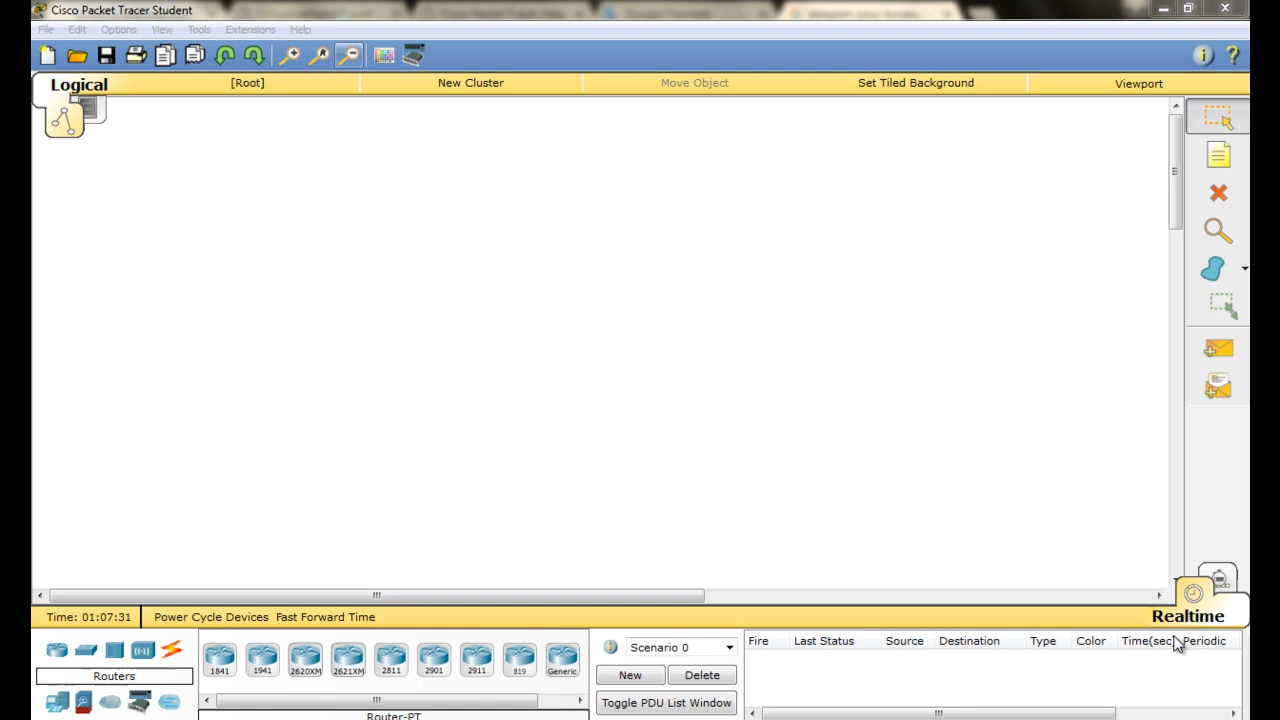 Cisco Packet Tracer Student
File Edit Options View Tools Extensions Help
Logical [Root] New Cluster Move Object Set Tiled Background Viewport
Time: 01:07:31 Power Cycle Devices Fast Forward Time Realtime
Routers
1841 1941 2620XM 2621XM 2811 2901 2911 819 Generic
Router-PT
Scenario 0
New Delete
Toggle PDU List Window
Fire Last Status Source Destination Type Color Time(sec) Periodic